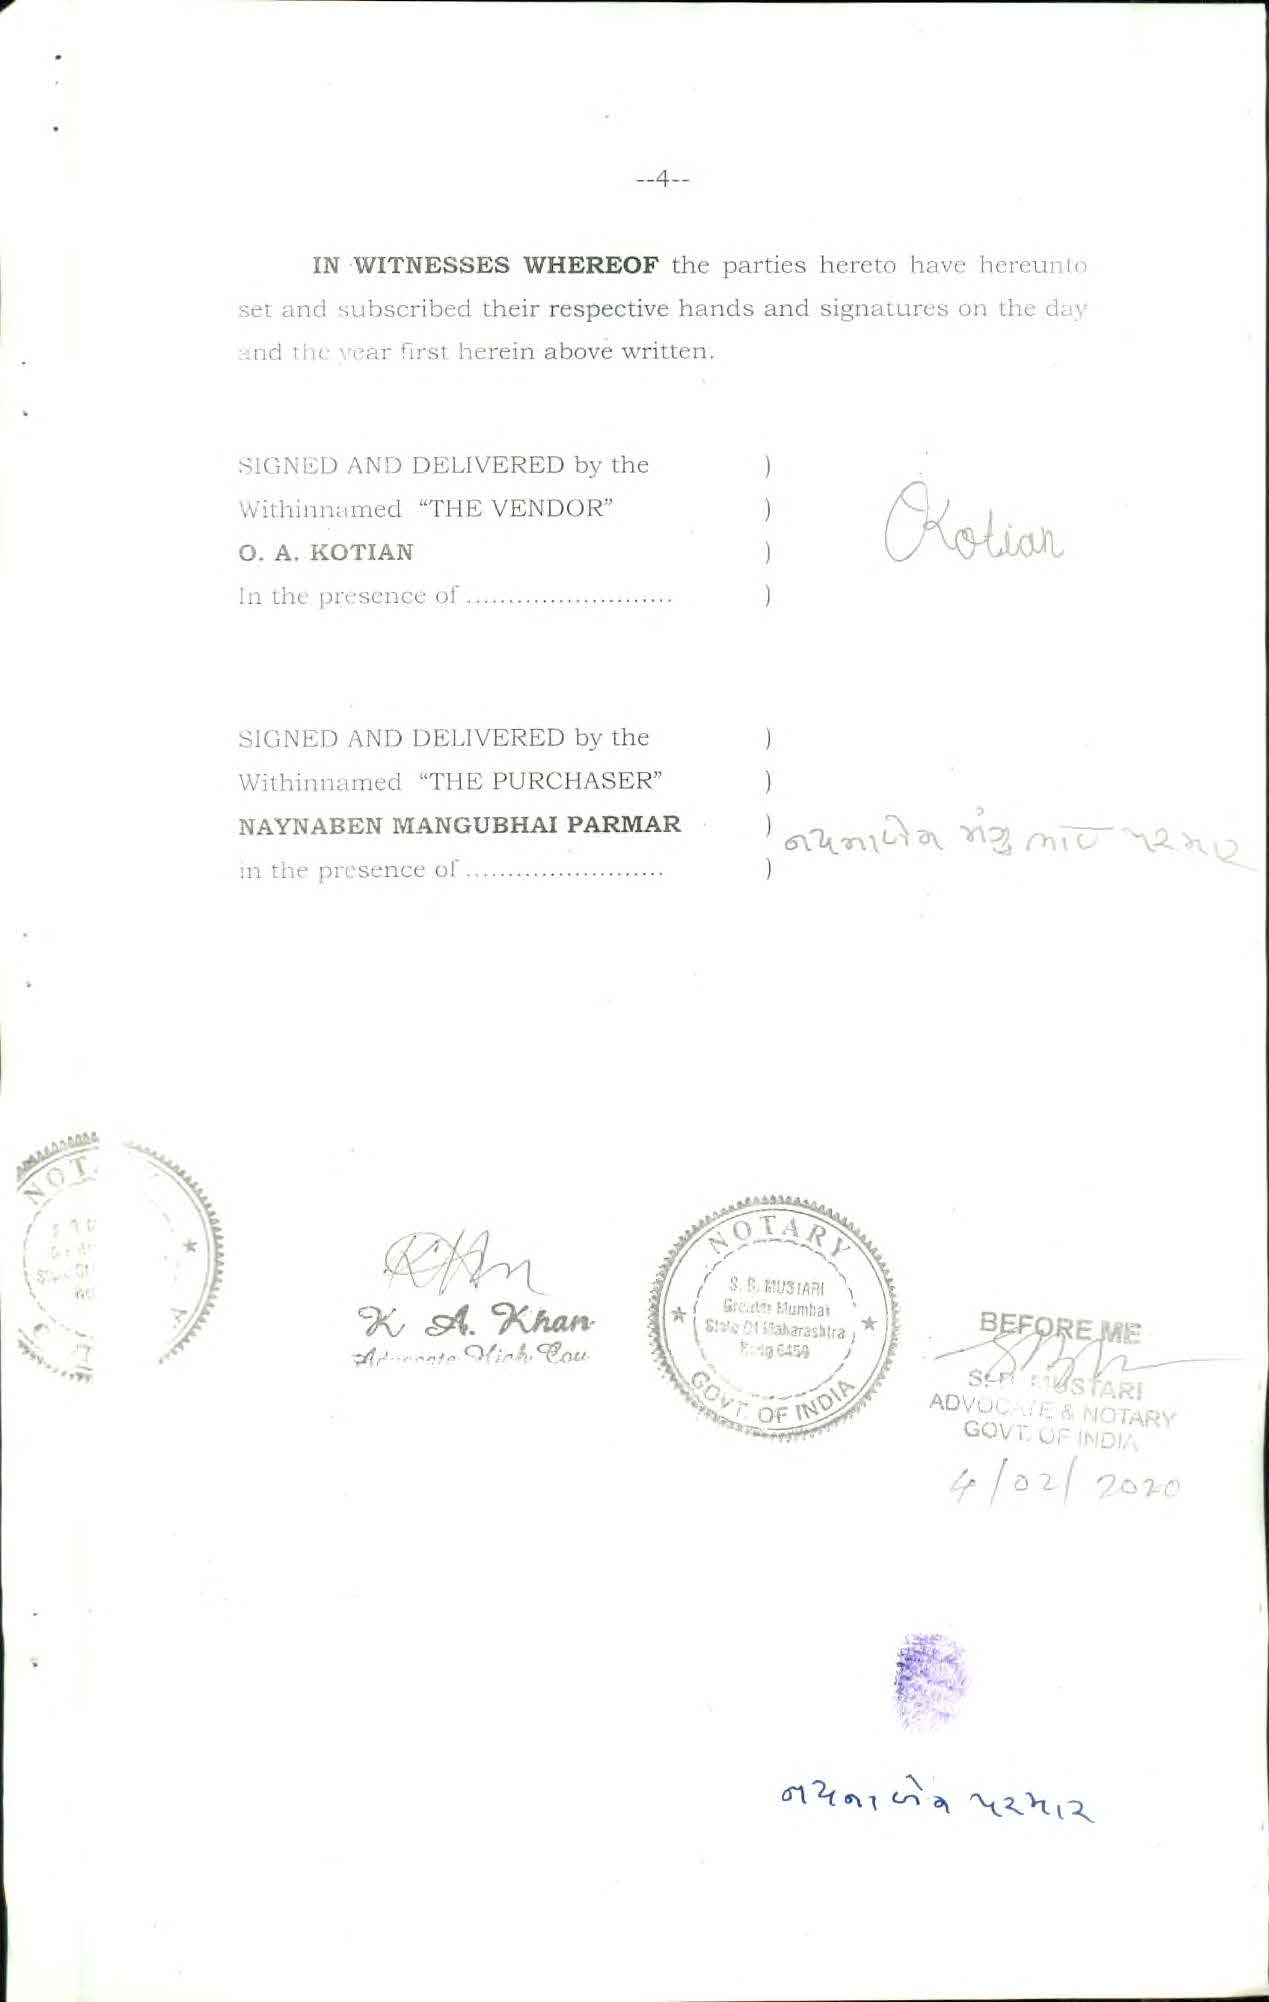 --4--
IN WITNESSES WHEREOF the parties hereto have hereunto
set and subscribed their respective hands and signatures on the day
and the year first herein above written.
SIGNED AND DELIVERED by the )
Withinnamed "THE VENDOR" )
O. A. KOTIAN )
In the presence of ......................... )
OKotian
SIGNED AND DELIVERED by the )
Withinnamed "THE PURCHASER" )
NAYNABEN MANGUBHAI PARMAR )
in the presence of ........................ )
નયનાબેન મંગુભાઈ પરમાર
NOT
K. A. Khan
Advocate High Cou
NOTARY
S. B. MUSTARI
Greater Mumbai
State Of Maharashtra
6459
GOVT. OF INDIA
BEFORE ME
MUSTARI
ADVOCATE & NOTARY
GOVT. OF INDIA
4/02/2020
નયનાબેન પરમાર